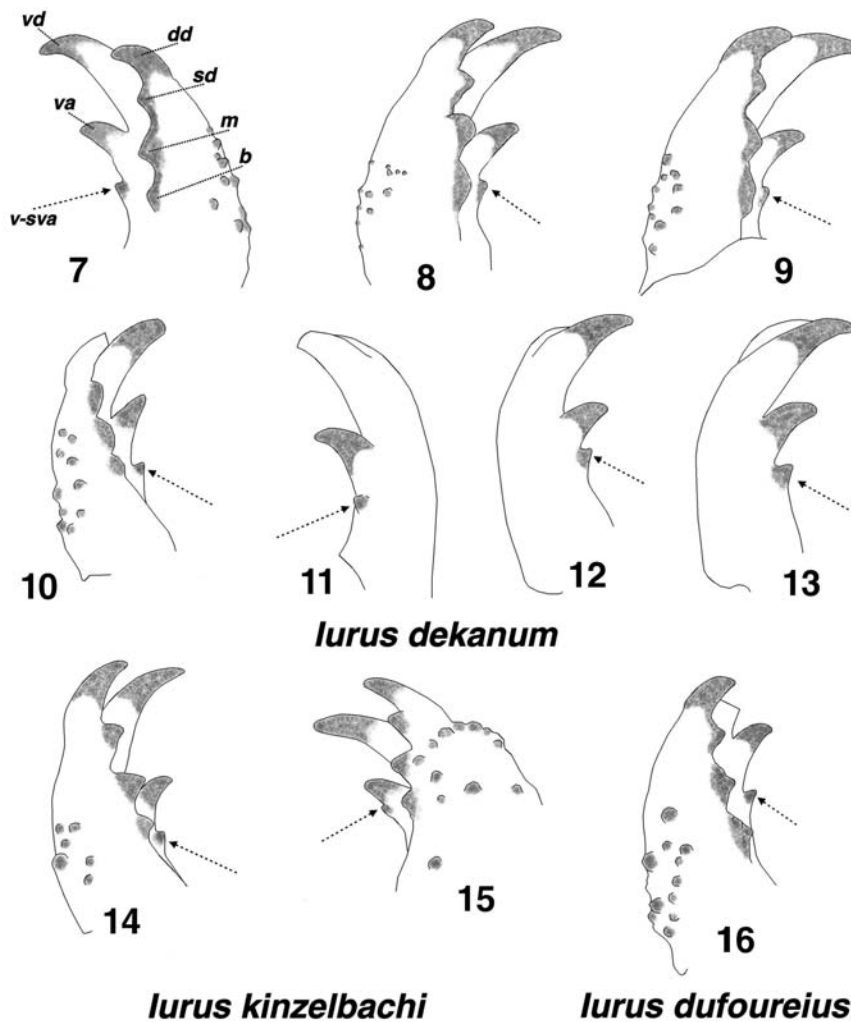 vd
dd
sd
va
m
b
v-sva
7
8
9
10
11
12
13
Iurus dekanum
14
15
16
Iurus kinzelbachi
Iurus dufoureius